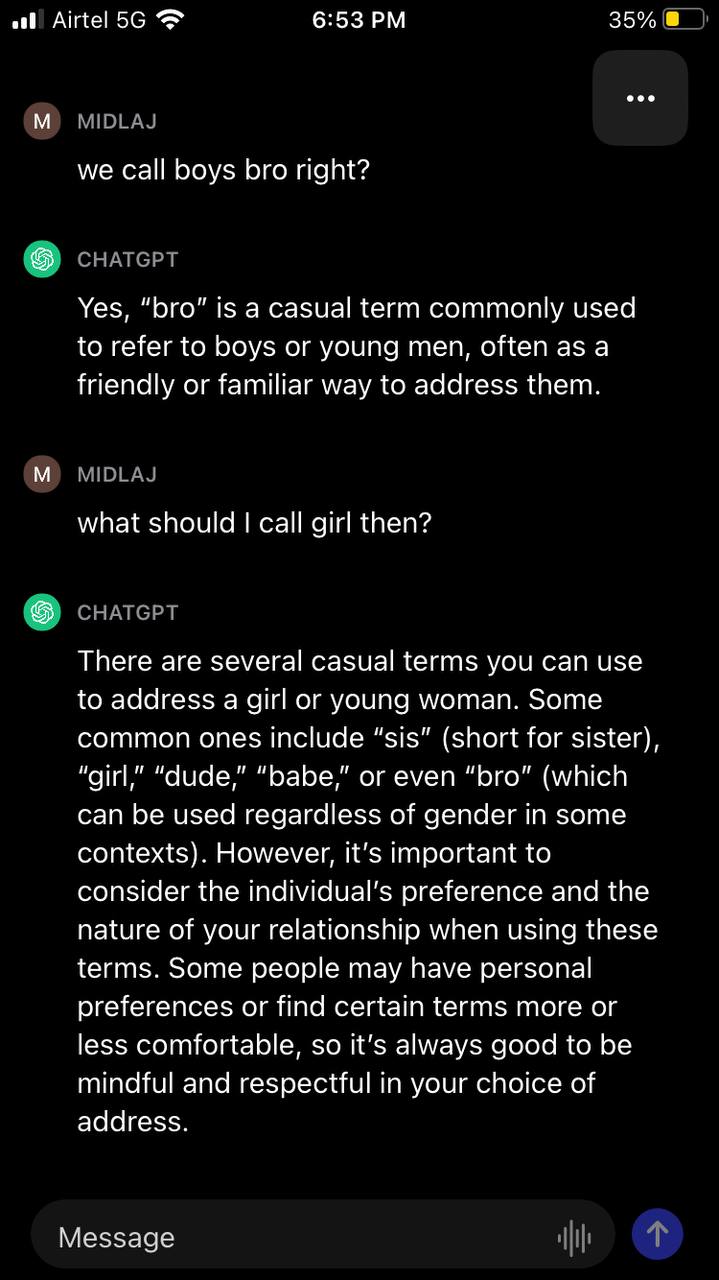 Airtel 5G 6:53 PM 35%
M MIDLAJ
we call boys bro right?
CHATGPT
Yes, “bro” is a casual term commonly used
to refer to boys or young men, often as a
friendly or familiar way to address them.
M MIDLAJ
what should I call girl then?
CHATGPT
There are several casual terms you can use
to address a girl or young woman. Some
common ones include “sis” (short for sister),
“girl,” “dude,” “babe,” or even “bro” (which
can be used regardless of gender in some
contexts). However, it’s important to
consider the individual’s preference and the
nature of your relationship when using these
terms. Some people may have personal
preferences or find certain terms more or
less comfortable, so it’s always good to be
mindful and respectful in your choice of
address.
Message